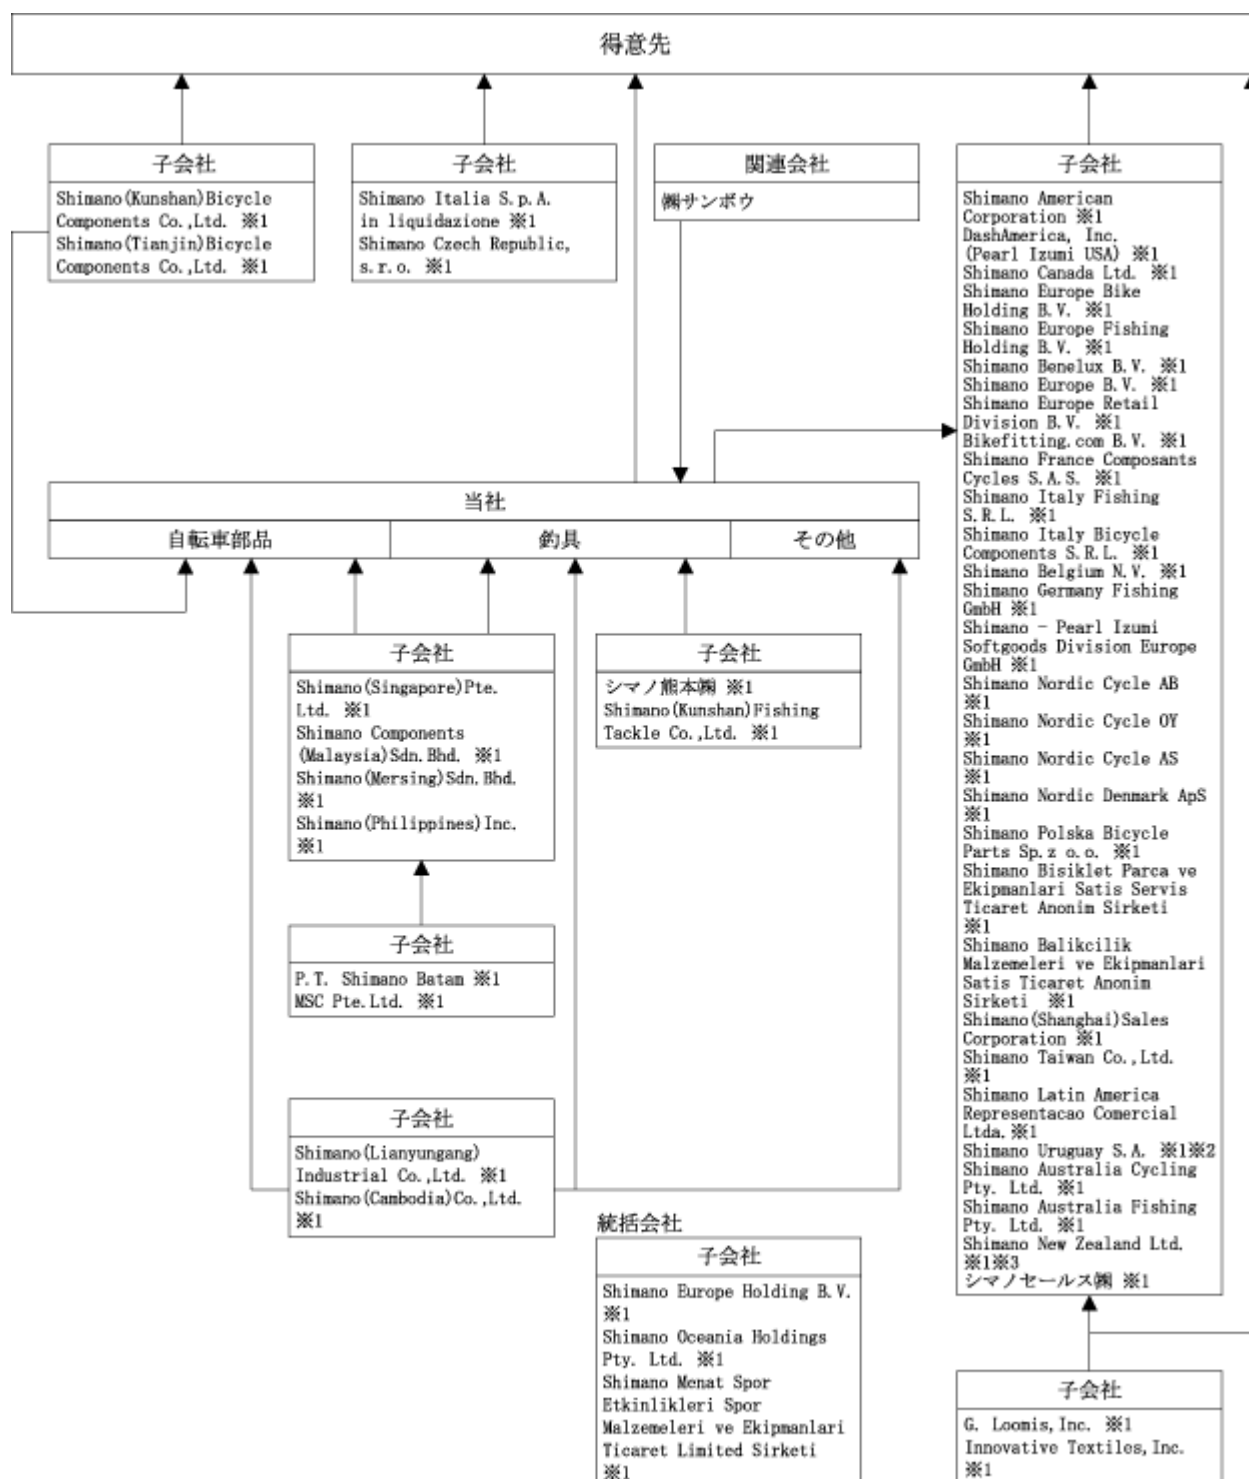 得意先
子会社
Shimano(Kunshan)Bicycle
Components Co.,Ltd. ※1
Shimano(Tianjin)Bicycle
Components Co.,Ltd. ※1
子会社
Shimano Italia S.p.A.
in liquidazione ※1
Shimano Czech Republic,
s.r.o. ※1
関連会社
㈱サンボウ
子会社
Shimano American
Corporation ※1
DashAmerica, Inc.
(Pearl Izumi USA) ※1
Shimano Canada Ltd. ※1
Shimano Europe Bike
Holding B.V. ※1
Shimano Europe Fishing
Holding B.V. ※1
Shimano Benelux B.V. ※1
Shimano Europe B.V. ※1
Shimano Europe Retail
Division B.V. ※1
Bikefitting.com B.V. ※1
Shimano France Composants
Cycles S.A.S. ※1
Shimano Italy Fishing
S.R.L. ※1
Shimano Italy Bicycle
Components S.R.L. ※1
Shimano Belgium N.V. ※1
Shimano Germany Fishing
GmbH ※1
Shimano - Pearl Izumi
Softgoods Division Europe
GmbH ※1
Shimano Nordic Cycle AB
※1
Shimano Nordic Cycle OY
※1
Shimano Nordic Cycle AS
※1
Shimano Nordic Denmark ApS
※1
Shimano Polska Bicycle
Parts Sp.z o.o. ※1
Shimano Bisiklet Parca ve
Ekipmanlari Satis Servis
Ticaret Anonim Sirketi
※1
Shimano Balikcilik
Malzemeleri ve Ekipmanlari
Satis Ticaret Anonim
Sirketi ※1
Shimano(Shanghai)Sales
Corporation ※1
Shimano Taiwan Co.,Ltd.
※1
Shimano Latin America
Representacao Comercial
Ltda.※1
Shimano Uruguay S.A. ※1※2
Shimano Australia Cycling
Pty. Ltd. ※1
Shimano Australia Fishing
Pty. Ltd. ※1
Shimano New Zealand Ltd.
※1※3
シマノセールス㈱ ※1
当社
自転車部品 釣具 その他
子会社
Shimano(Singapore)Pte.
Ltd. ※1
Shimano Components
(Malaysia)Sdn.Bhd. ※1
Shimano(Mersing)Sdn.Bhd.
※1
Shimano(Philippines)Inc.
※1
子会社
シマノ熊本㈱ ※1
Shimano(Kunshan)Fishing
Tackle Co.,Ltd. ※1
子会社
P.T. Shimano Batam ※1
MSC Pte.Ltd. ※1
子会社
Shimano(Lianyungang)
Industrial Co.,Ltd. ※1
Shimano(Cambodia)Co.,Ltd.
※1
統括会社
子会社
Shimano Europe Holding B.V.
※1
Shimano Oceania Holdings
Pty. Ltd. ※1
Shimano Menat Spor
Etkinlikleri Spor
Malzemeleri ve Ekipmanlari
Ticaret Limited Sirketi
※1
子会社
G. Loomis,Inc. ※1
Innovative Textiles,Inc.
※1